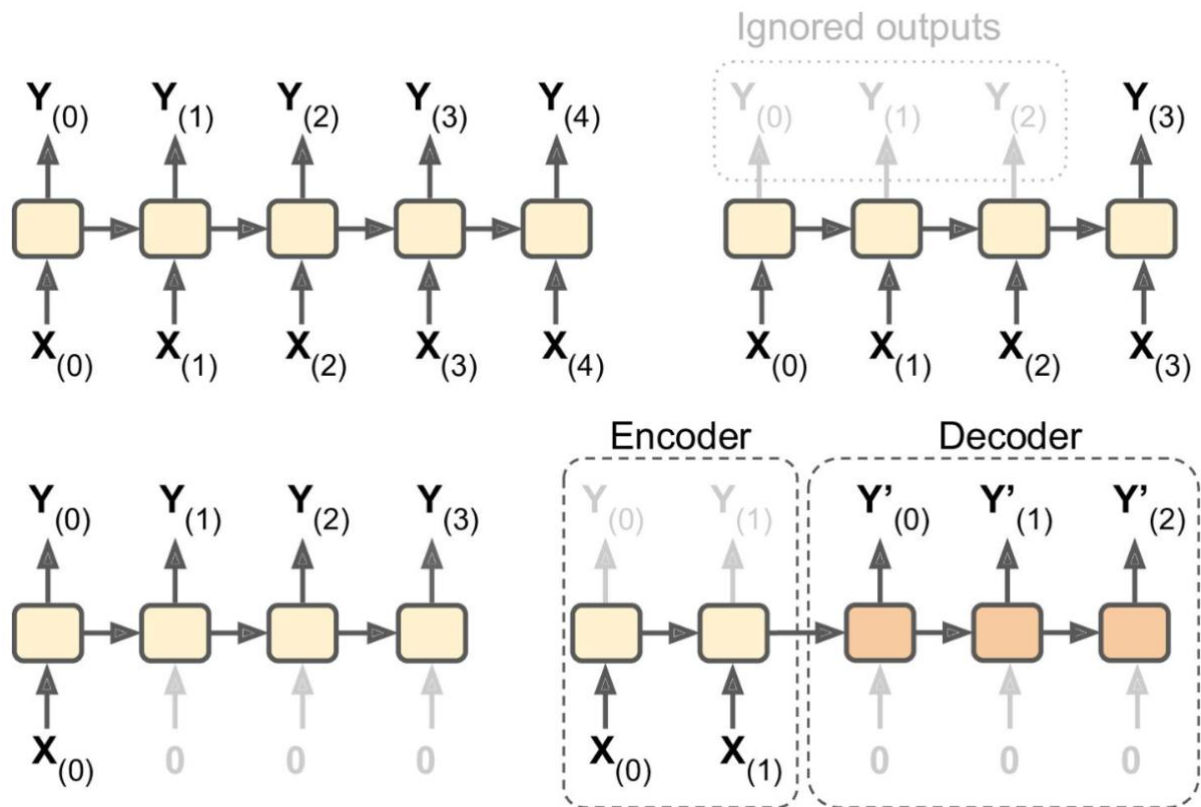 Ignored outputs
Y(0) Y(1) Y(2) Y(3) Y(4)
Y(0) Y(1) Y(2) Y(3)
X(0) X(1) X(2) X(3) X(4)
X(0) X(1) X(2) X(3)
Encoder Decoder
Y(0) Y(1) Y(2) Y(3)
Y(0) Y(1) Y’(0) Y’(1) Y’(2)
X(0) 0 0 0
X(0) X(1) 0 0 0